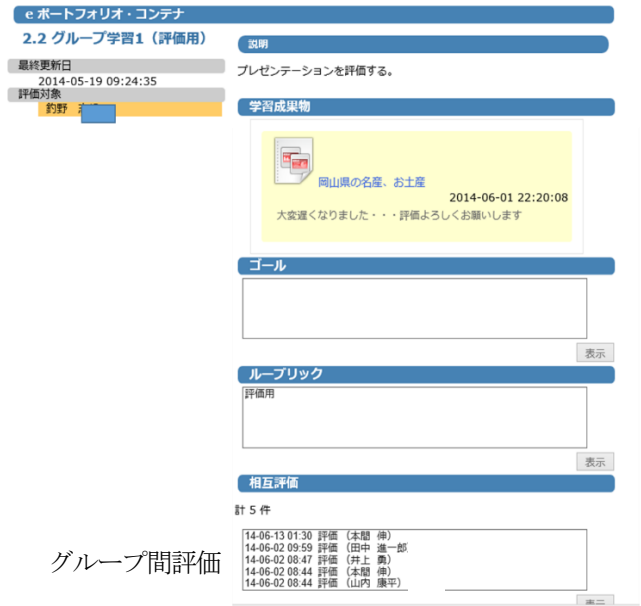 e ポートフォリオ・コンテナ
2.2 グループ学習1（評価用）
最終更新日
2014-05-19 09:24:35
評価対象
釣野
説明
プレゼンテーションを評価する。
学習成果物
岡山県の名産、お土産
2014-06-01 22:20:08
大変遅くなりました・・・評価よろしくお願いします
ゴール
表示
ルーブリック
評価用
表示
相互評価
計 5 件
14-06-13 01:30 評価 （本間 伸）
14-06-02 09:59 評価 （田中 進一郎
14-06-02 08:47 評価 （井上 勇）
14-06-02 08:44 評価 （本間 伸）
14-06-02 08:44 評価 （山内 康平）
グループ間評価
表示